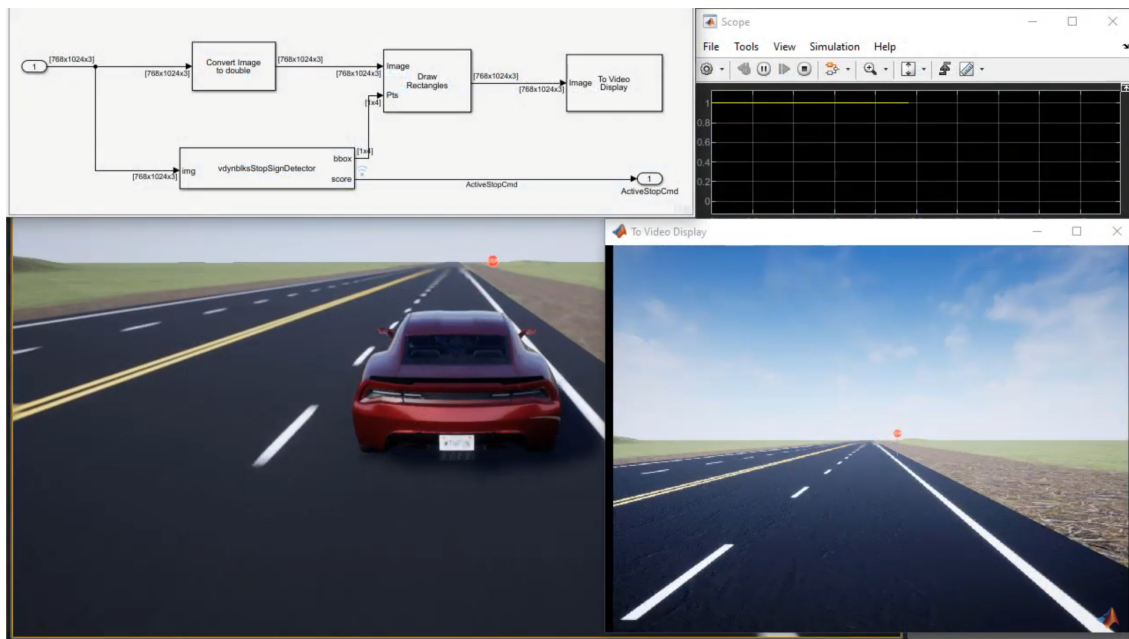 1
[768x1024x3]
[768x1024x3]
Convert Image
to double
[768x1024x3]
[768x1024x3]
Image
Pts
Draw
Rectangles
[1x4]
[768x1024x3]
[768x1024x3]
Image
To Video
Display
[768x1024x3]
img
vdynblksStopSignDetector
bbox
score
[1x4]
ActiveStopCmd
1
ActiveStopCmd
Scope
File Tools View Simulation Help
1
0.8
0.6
0.4
0.2
0
To Video Display